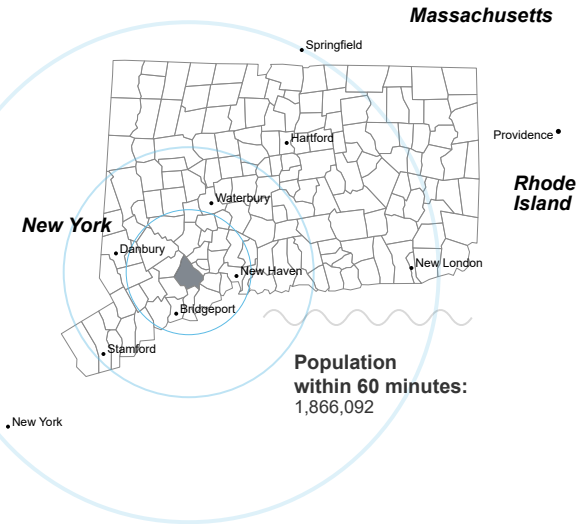 Massachusetts
Springfield
Providence
Hartford
Rhode
Island
Waterbury
New York
Danbury
New London
New Haven
Bridgeport
Stamford
Population
within 60 minutes:
1,866,092
New York